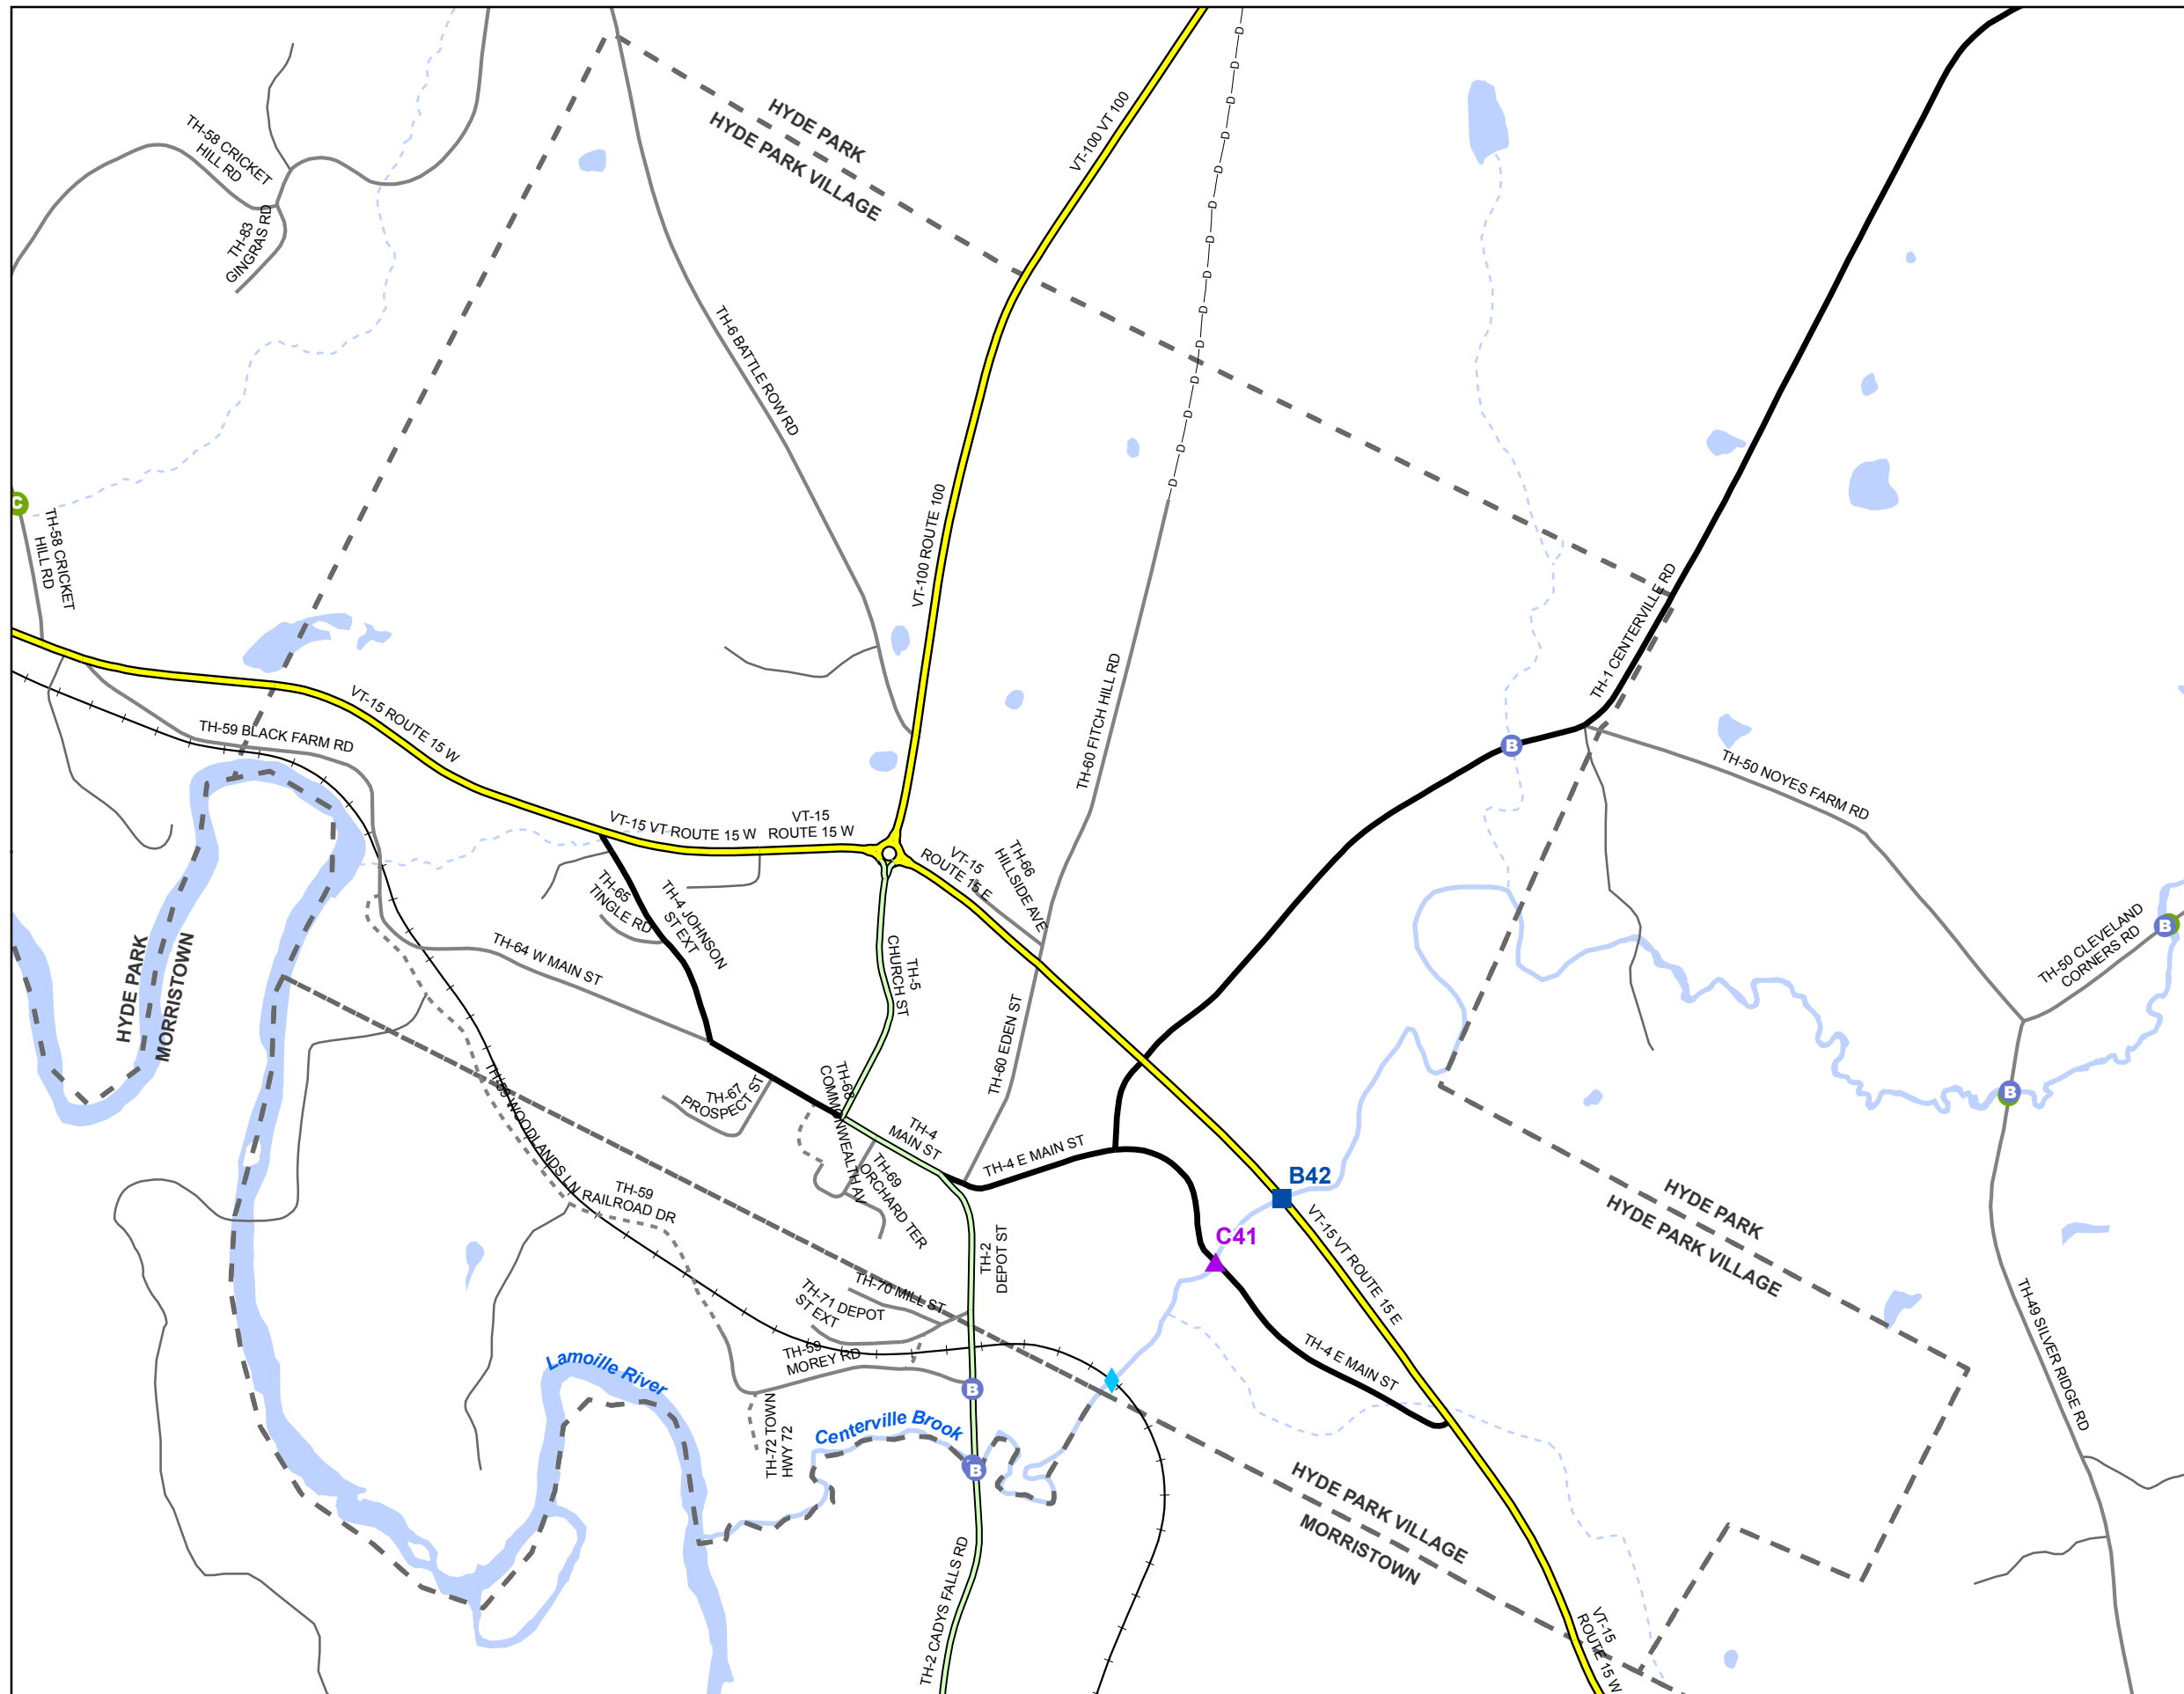 HYDE PARK
HYDE PARK VILLAGE
VT-100 VT 100
TH-58 CRICKET
HILL RD
TH-83
GINGRAS RD
TH-6 BATTLE ROW RD
C
TH-58 CRICKET
HILL RD
VT-100 ROUTE 100
D D D D D D D D D D D D D D
TH-1 CENTERVILLE RD
TH-60 FITCH HILL RD
VT-15 ROUTE 15 W
TH-59 BLACK FARM RD
B
TH-50 NOYES FARM RD
VT-15 VT ROUTE 15 W
VT-15
ROUTE 15 W
VT-15
ROUTE 15 E
TH-66
HILLSIDE AVE
TH-65
TINGLE RD
TH-4 JOHNSON
ST EXT
TH-64 W MAIN ST
TH-5
CHURCH ST
HYDE PARK
MORRISTOWN
TH-50 CLEVELAND
CORNERS RD
B
B
TH-60 EDEN ST
TH-67
PROSPECT ST
TH-68
COMMONWEALTH AV
TH-4
MAIN ST
TH-4 E MAIN ST
TH-59 WOODLANDS LN
TH-69
ORCHARD TER
TH-59
RAILROAD DR
B42
C41
HYDE PARK
HYDE PARK VILLAGE
VT-15 VT ROUTE 15 E
TH-2
DEPOT ST
TH-70 MILL ST
TH-71 DEPOT
ST EXT
TH-59
MOREY RD
TH-4 E MAIN ST
TH-49 SILVER RIDGE RD
Lamoille River
B
TH-72 TOWN
HWY 72
Centerville Brook
B
HYDE PARK VILLAGE
MORRISTOWN
TH-2 CADYS FALLS RD
VT-15
ROUTE 15 W